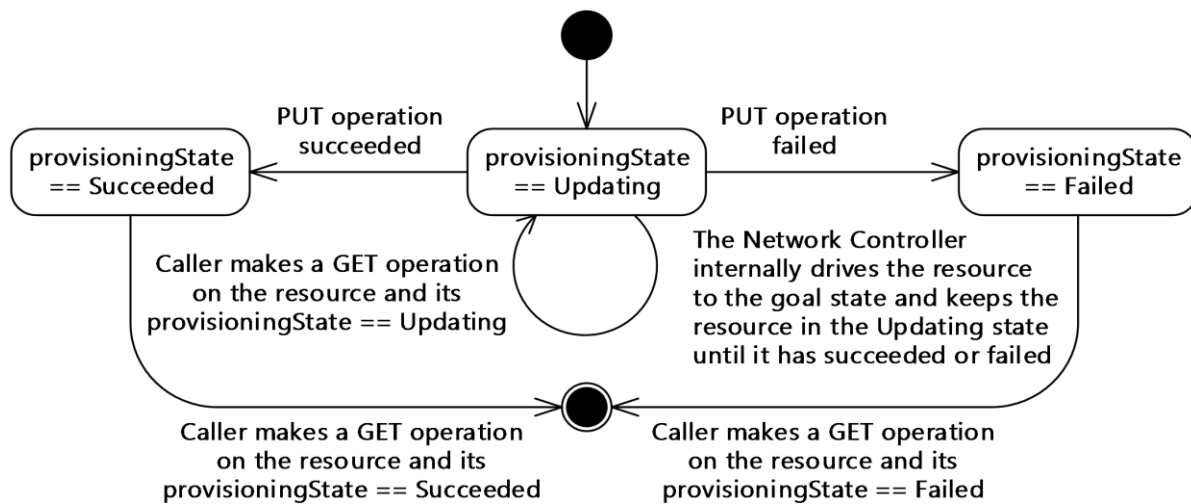 PUT operation
succeeded
PUT operation
failed
provisioningState
== Succeeded
provisioningState
== Updating
provisioningState
== Failed
Caller makes a GET operation
on the resource and its
provisioningState == Updating
The Network Controller
internally drives the resource
to the goal state and keeps the
resource in the Updating state
until it has succeeded or failed
Caller makes a GET operation
on the resource and its
provisioningState == Succeeded
Caller makes a GET operation
on the resource and its
provisioningState == Failed